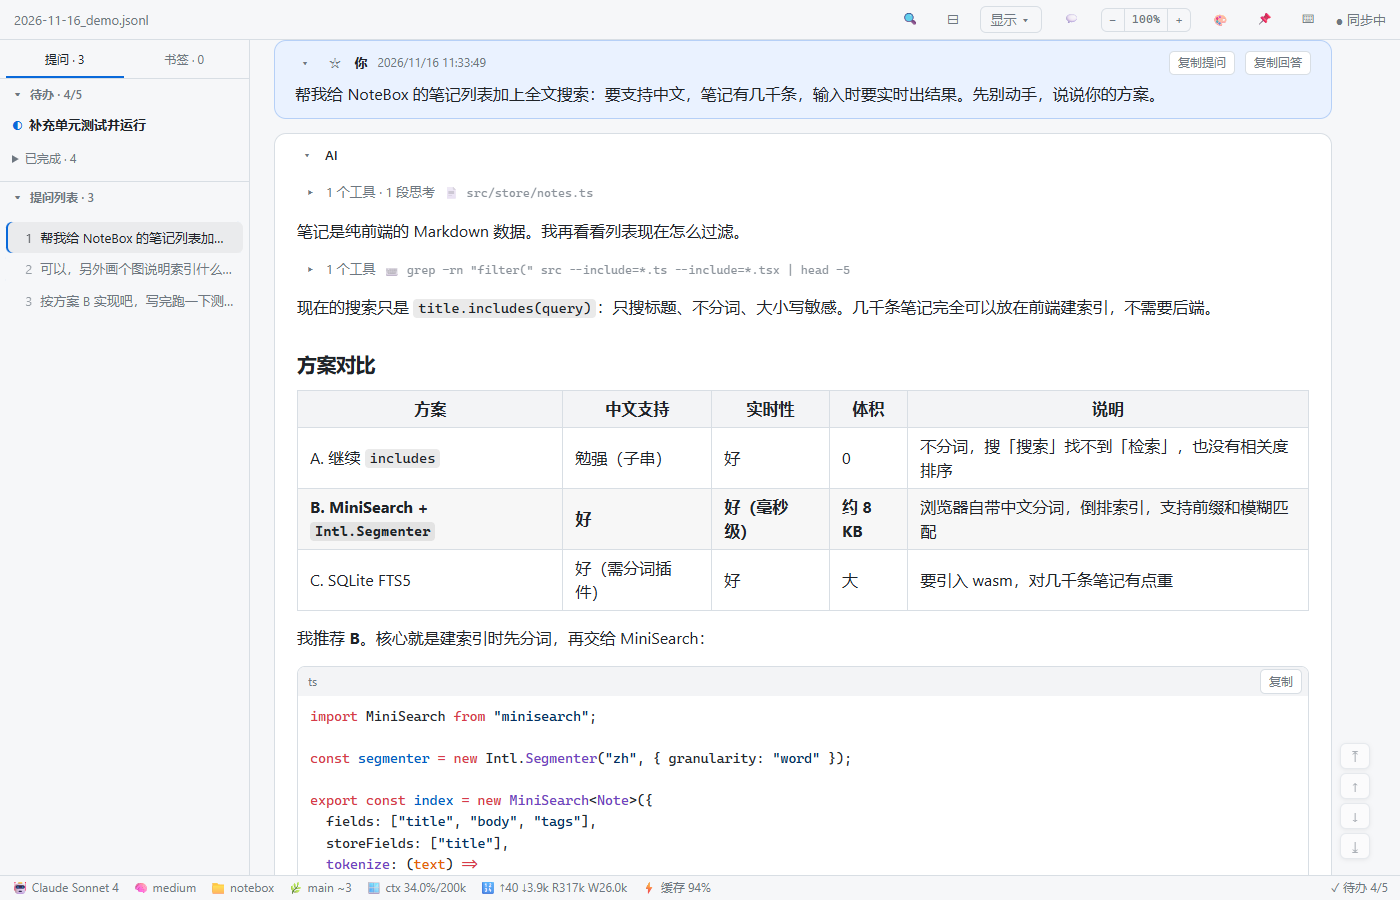 2026-11-16_demo.jsonl
显示
− 100% +
同步中
提问 · 3
书签 · 0
待办 · 4/5
补充单元测试并运行
已完成 · 4
提问列表 · 3
1 帮我给 NoteBox 的笔记列表加...
2 可以，另外画个图说明索引什么...
3 按方案 B 实现吧，写完跑一下测...
你 2026/11/16 11:33:49
复制提问
复制回答
帮我给 NoteBox 的笔记列表加上全文搜索：要支持中文，笔记有几千条，输入时要实时出结果。先别动手，说说你的方案。
AI
1 个工具 · 1 段思考 src/store/notes.ts
笔记是纯前端的 Markdown 数据。我再看看列表现在怎么过滤。
1 个工具 grep -rn "filter(" src --include=*.ts --include=*.tsx | head -5
现在的搜索只是 title.includes(query)：只搜标题、不分词、大小写敏感。几千条笔记完全可以放在前端建索引，不需要后端。
方案对比
方案 中文支持 实时性 体积 说明
A. 继续 includes 勉强（子串） 好 0 不分词，搜「搜索」找不到「检索」，也没有相关度
排序
B. MiniSearch +
Intl.Segmenter 好 好（毫秒
级） 约 8
KB 浏览器自带中文分词，倒排索引，支持前缀和模糊匹
配
C. SQLite FTS5 好（需分词插
件） 好 大 要引入 wasm，对几千条笔记有点重
我推荐 B。核心就是建索引时先分词，再交给 MiniSearch：
ts
复制
import MiniSearch from "minisearch";
const segmenter = new Intl.Segmenter("zh", { granularity: "word" });
export const index = new MiniSearch<Note>({
fields: ["title", "body", "tags"],
storeFields: ["title"],
tokenize: (text) =>
Claude Sonnet 4 medium notebox main ~3 ctx 34.0%/200k ↑40 ↓3.9k R317k W26.0k 缓存 94%
✓ 待办 4/5